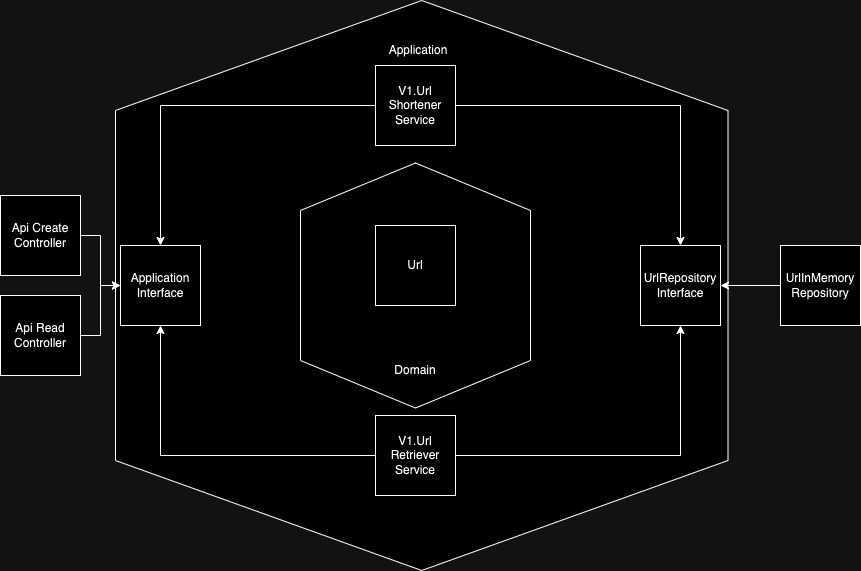 Application
V1.Url
Shortener
Service
Api Create
Controller
Application
Interface
Url
UrlRepository
Interface
UrlInMemory
Repository
Api Read
Controller
Domain
V1.Url
Retriever
Service